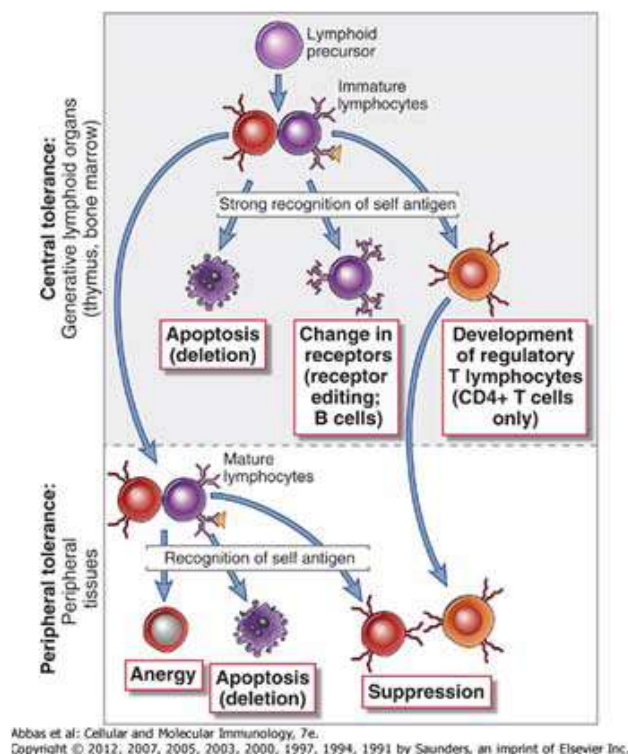 Lymphoid
precursor
Immature
lymphocytes
Central tolerance:
Generative lymphoid organs
(thymus, bone marrow)
Strong recognition of self antigen
Apoptosis
(deletion)
Change in
receptors
(receptor
editing;
B cells)
Development
of regulatory
T lymphocytes
(CD4+ T cells
only)
Peripheral tolerance:
Peripheral
tissues
Mature
lymphocytes
Recognition of self antigen
Anergy
Apoptosis
(deletion)
Suppression
Abbas et al: Cellular and Molecular Immunology, 7e.
Copyright © 2012, 2007, 2005, 2003, 2000, 1997, 1994, 1991 by Saunders, an imprint of Elsevier Inc.